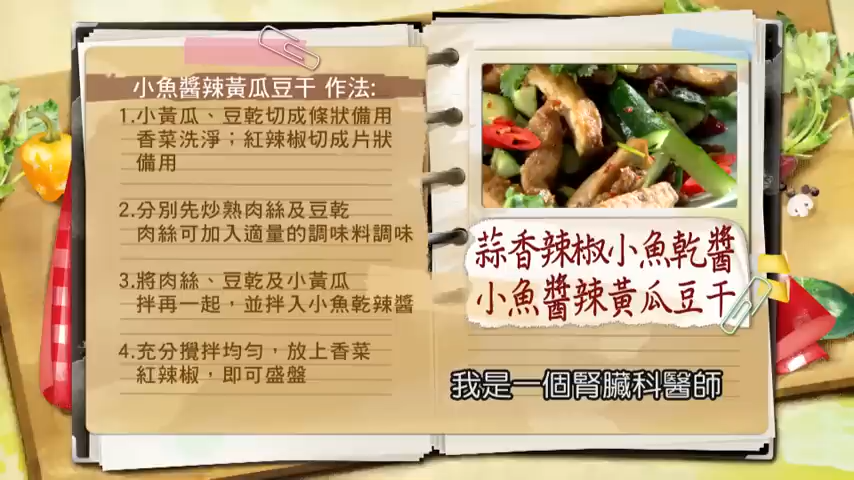 小魚醬辣黃瓜豆干 作法:
1.小黃瓜、豆乾切成條狀備用
香菜洗淨；紅辣椒切成片狀
備用
2.分別先炒熟肉絲及豆乾
肉絲可加入適量的調味料調味
3.將肉絲、豆乾及小黃瓜
拌再一起，並拌入小魚乾辣醬
4.充分攪拌均勻，放上香菜
紅辣椒，即可盛盤
蒜香辣椒小魚乾醬
小魚醬辣黃瓜豆干
我是一個腎臟科醫師